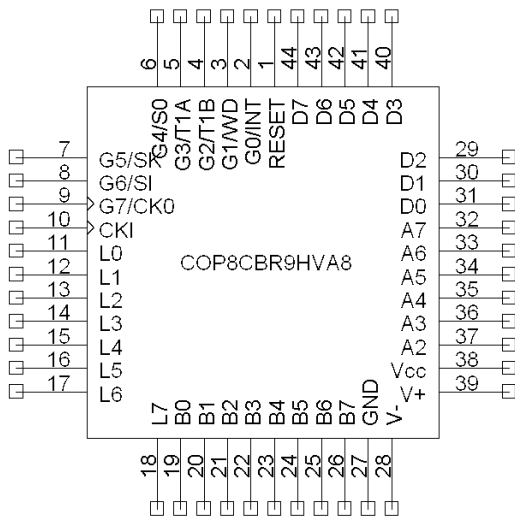 6 5 4 3 2 1 44 43 42 41 40
G4/S0 G3/T1A G2/T1B G1/WD G0/INT RESET D7 D6 D5 D4 D3
7 G5/SK D2 29
8 G6/SI D1 30
9 G7/CK0 D0 31
10 CKI A7 32
11 L0 A6 33
COP8CBR9HVA8
12 L1 A5 34
13 L2 A4 35
14 L3 A3 36
15 L4 A2 37
16 L5 Vcc 38
17 L6 V+ 39
L7 B0 B1 B2 B3 B4 B5 B6 B7 GND V-
18 19 20 21 22 23 24 25 26 27 28